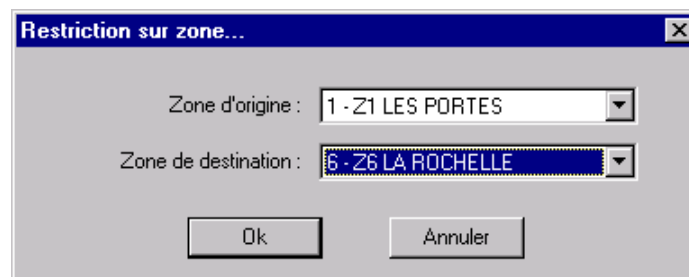 Restriction sur zone...
Zone d'origine : 1 - Z1 LES PORTES
Zone de destination : 6 - Z6 LA ROCHELLE
Ok Annuler